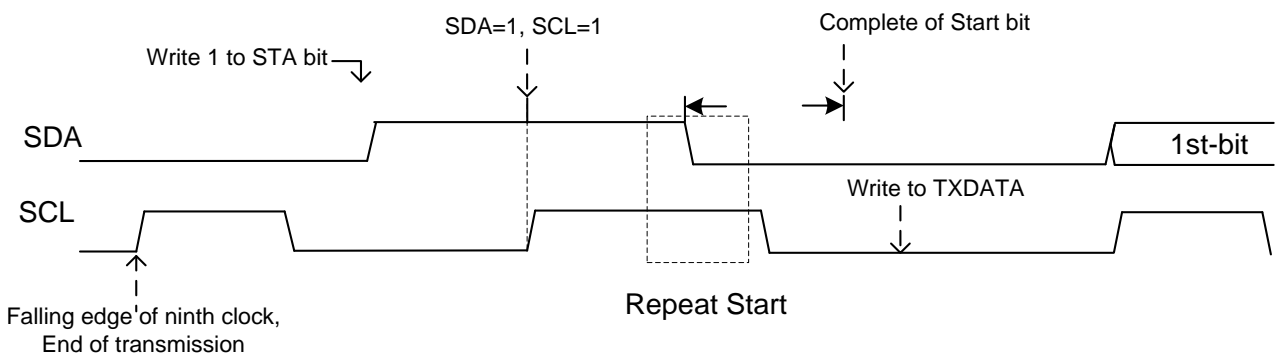 SDA=1, SCL=1
Complete of Start bit
Write 1 to STA bit
SDA
1st-bit
Write to TXDATA
SCL
Repeat Start
Falling edge of ninth clock,
End of transmission